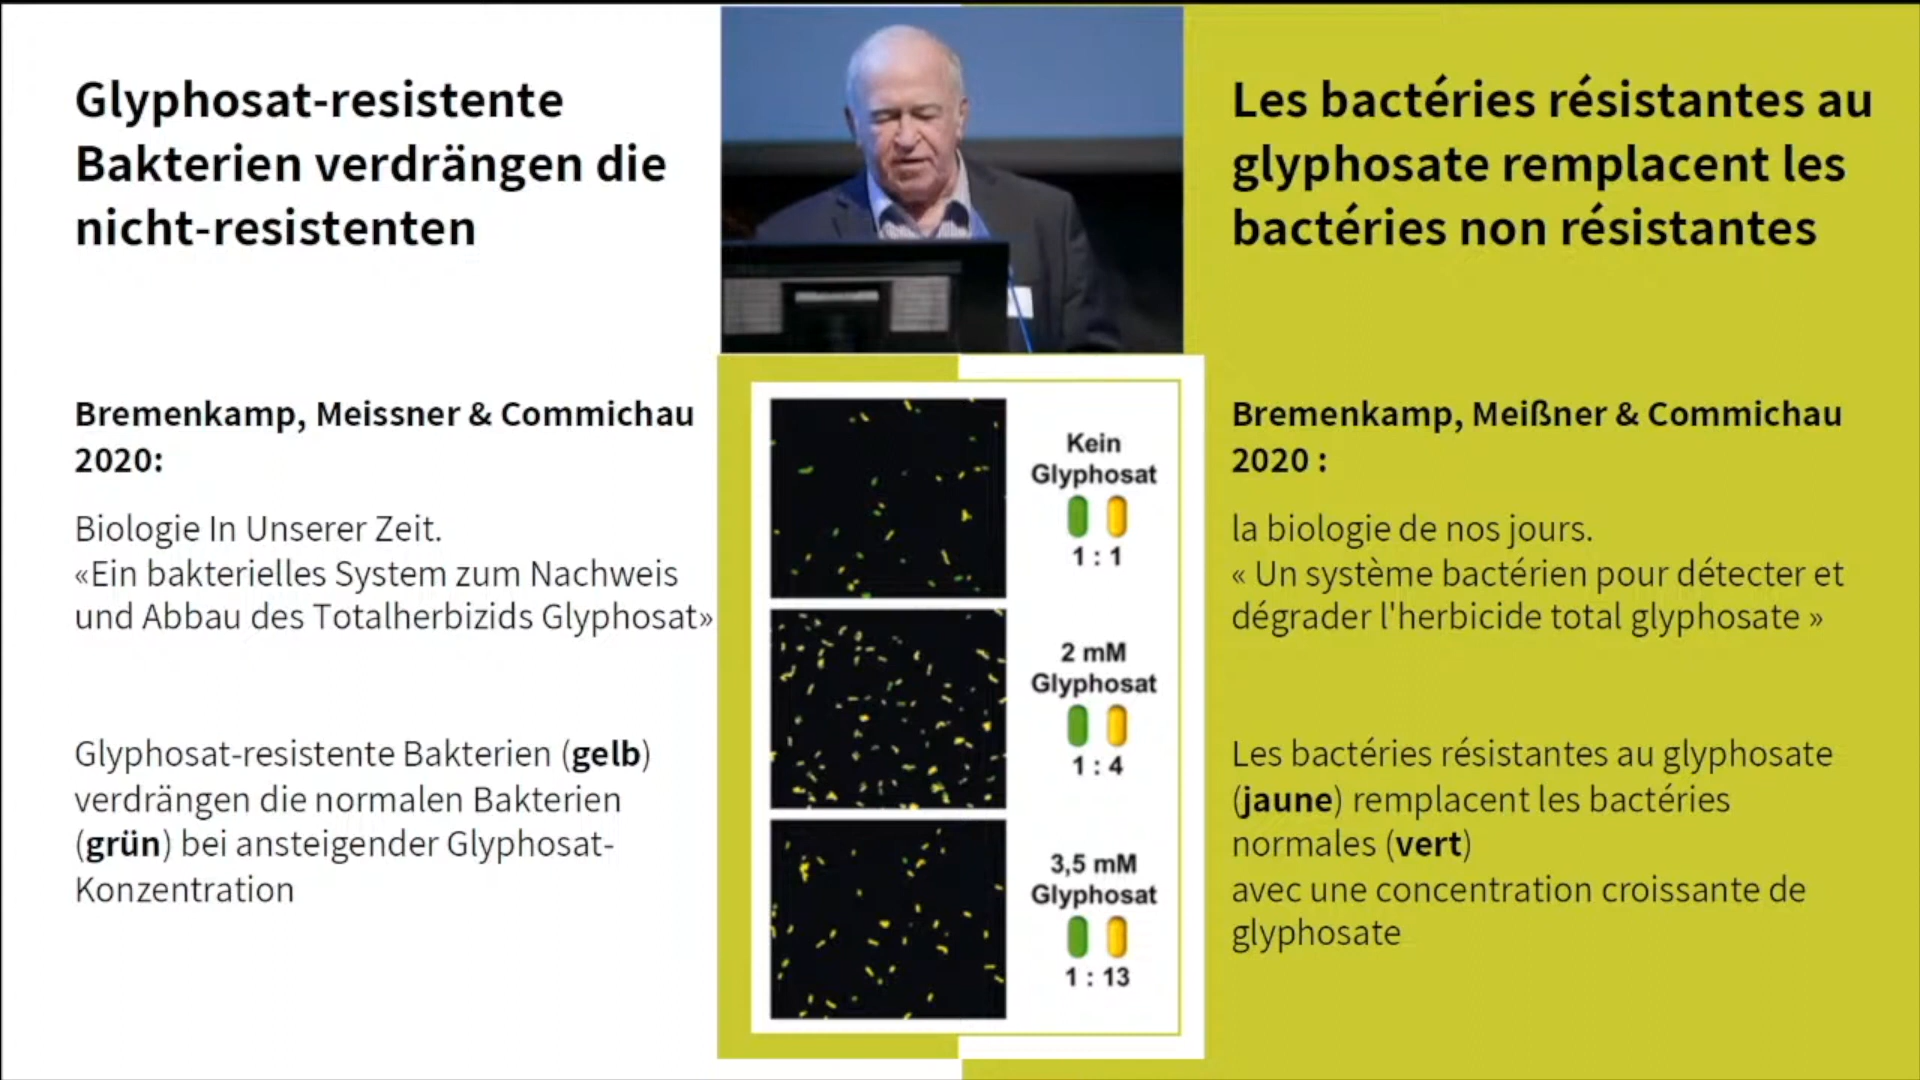 Glyphosat-resistente
Bakterien verdrängen die
nicht-resistenten
Bremenkamp, Meissner & Commichau
2020:
Biologie In Unserer Zeit.
«Ein bakterielles System zum Nachweis
und Abbau des Totalherbizids Glyphosat»
Glyphosat-resistente Bakterien (gelb)
verdrängen die normalen Bakterien
(grün) bei ansteigender Glyphosat-
Konzentration
Kein
Glyphosat
1 : 1
2 mM
Glyphosat
1 : 4
3,5 mM
Glyphosat
1 : 13
Les bactéries résistantes au
glyphosate remplacent les
bactéries non résistantes
Bremenkamp, Meißner & Commichau
2020 :
la biologie de nos jours.
« Un système bactérien pour détecter et
dégrader l'herbicide total glyphosate »
Les bactéries résistantes au glyphosate
(jaune) remplacent les bactéries
normales (vert)
avec une concentration croissante de
glyphosate